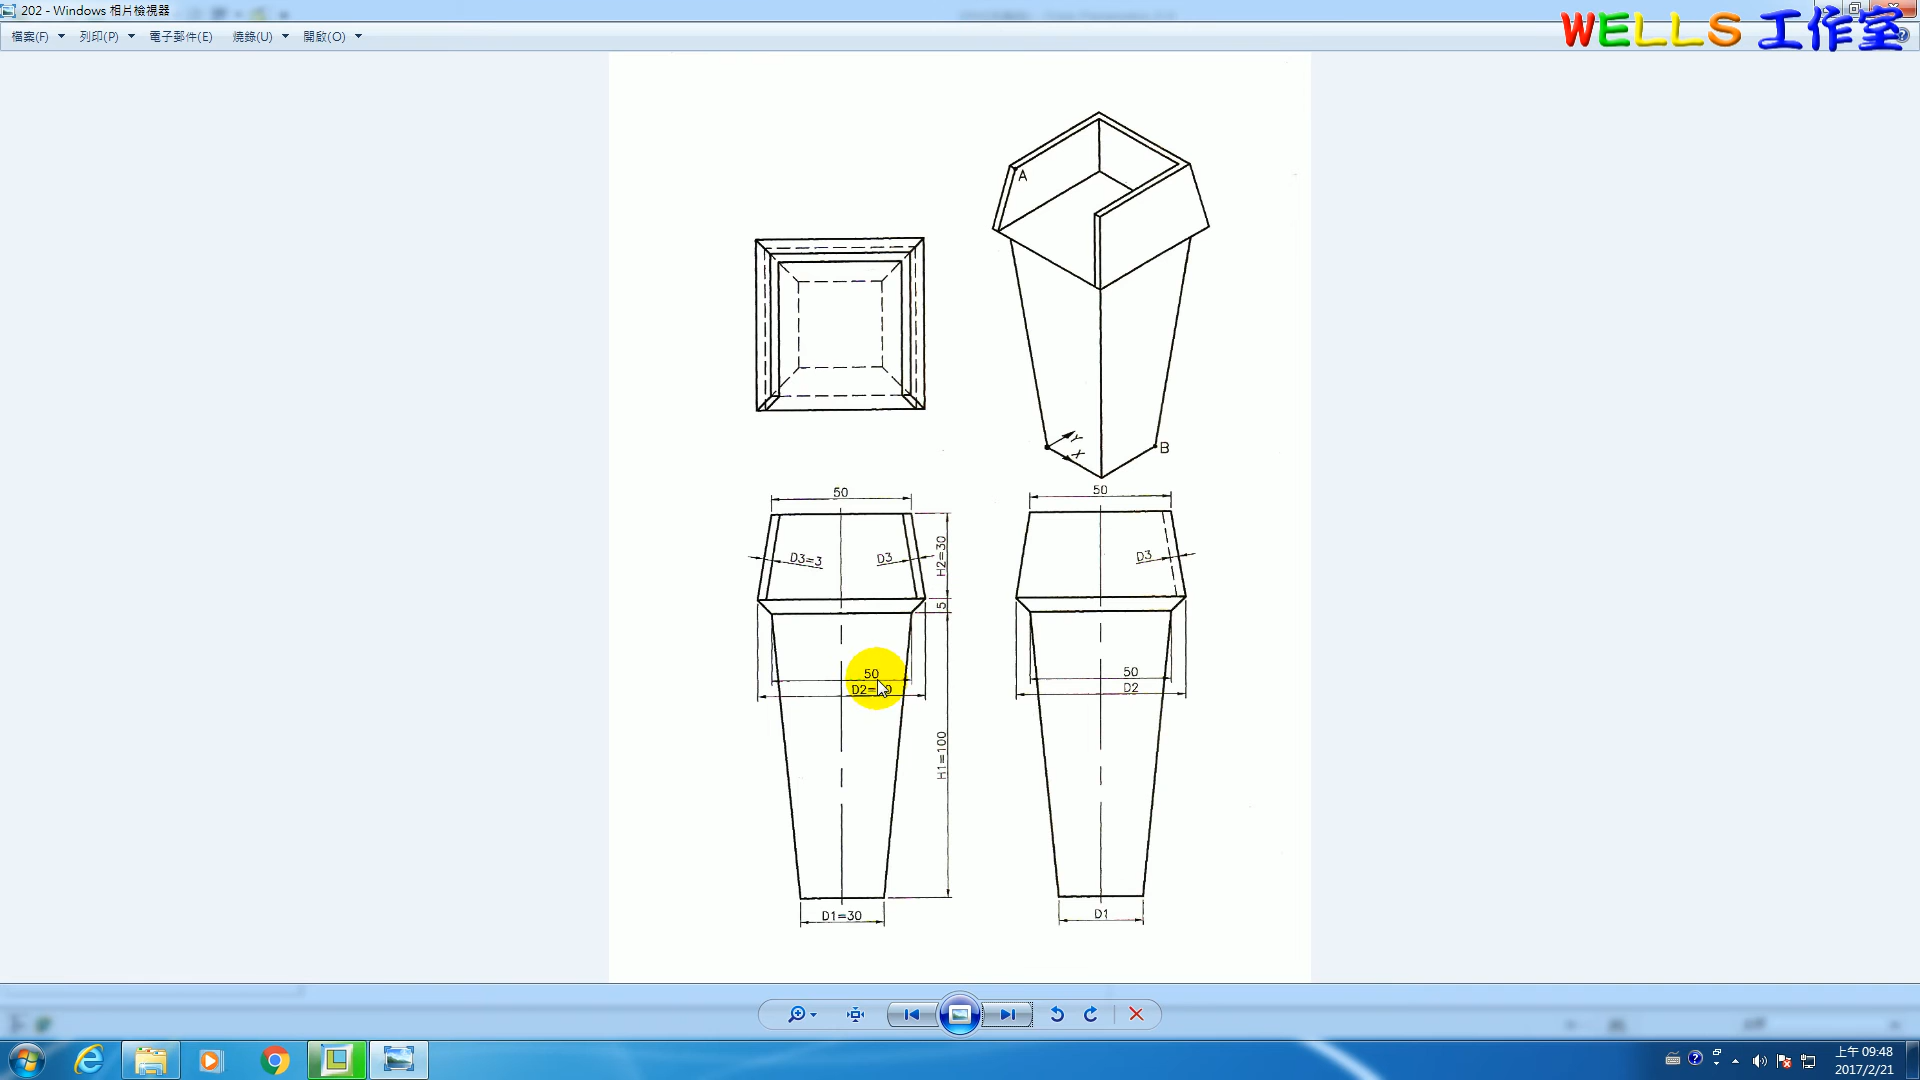 202 - Windows 相片檢視器
WELLS 工作室
檔案(F) 列印(P) 電子郵件(E) 燒錄(U) 開啟(O)
A
Y
X
B
50
50
D3=3
D3
H2=30
D3
5
50
D2=
50
D2
H1=100
D1=30
D1
上午 09:48
2017/2/21